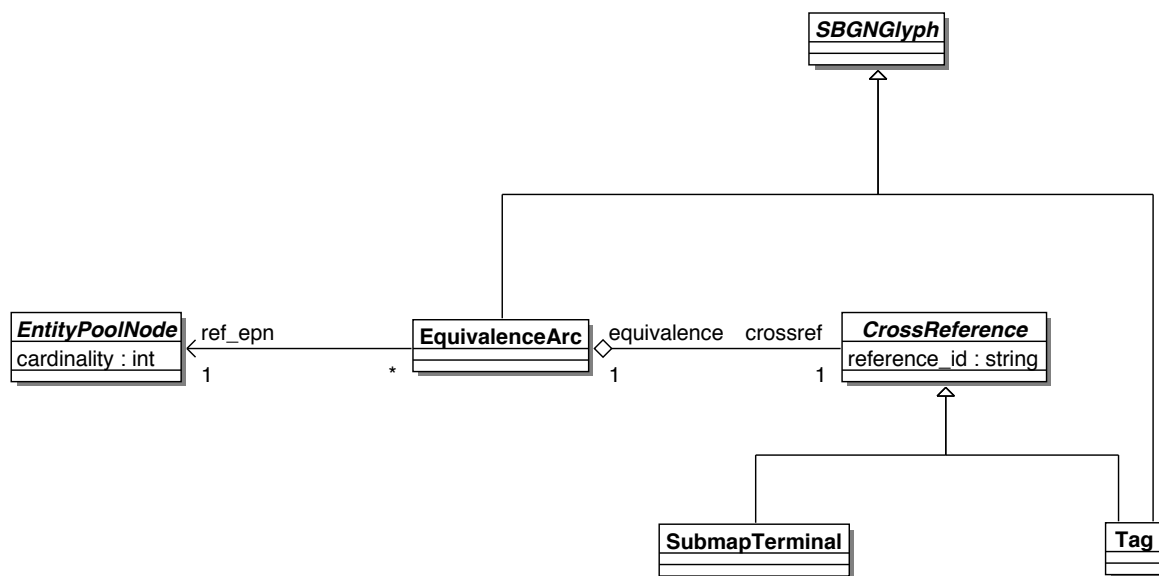 SBGNGlyph
EntityPoolNode
cardinality : int
ref_epn
1
*
EquivalenceArc
equivalence
1
crossref
1
CrossReference
reference_id : string
SubmapTerminal
Tag